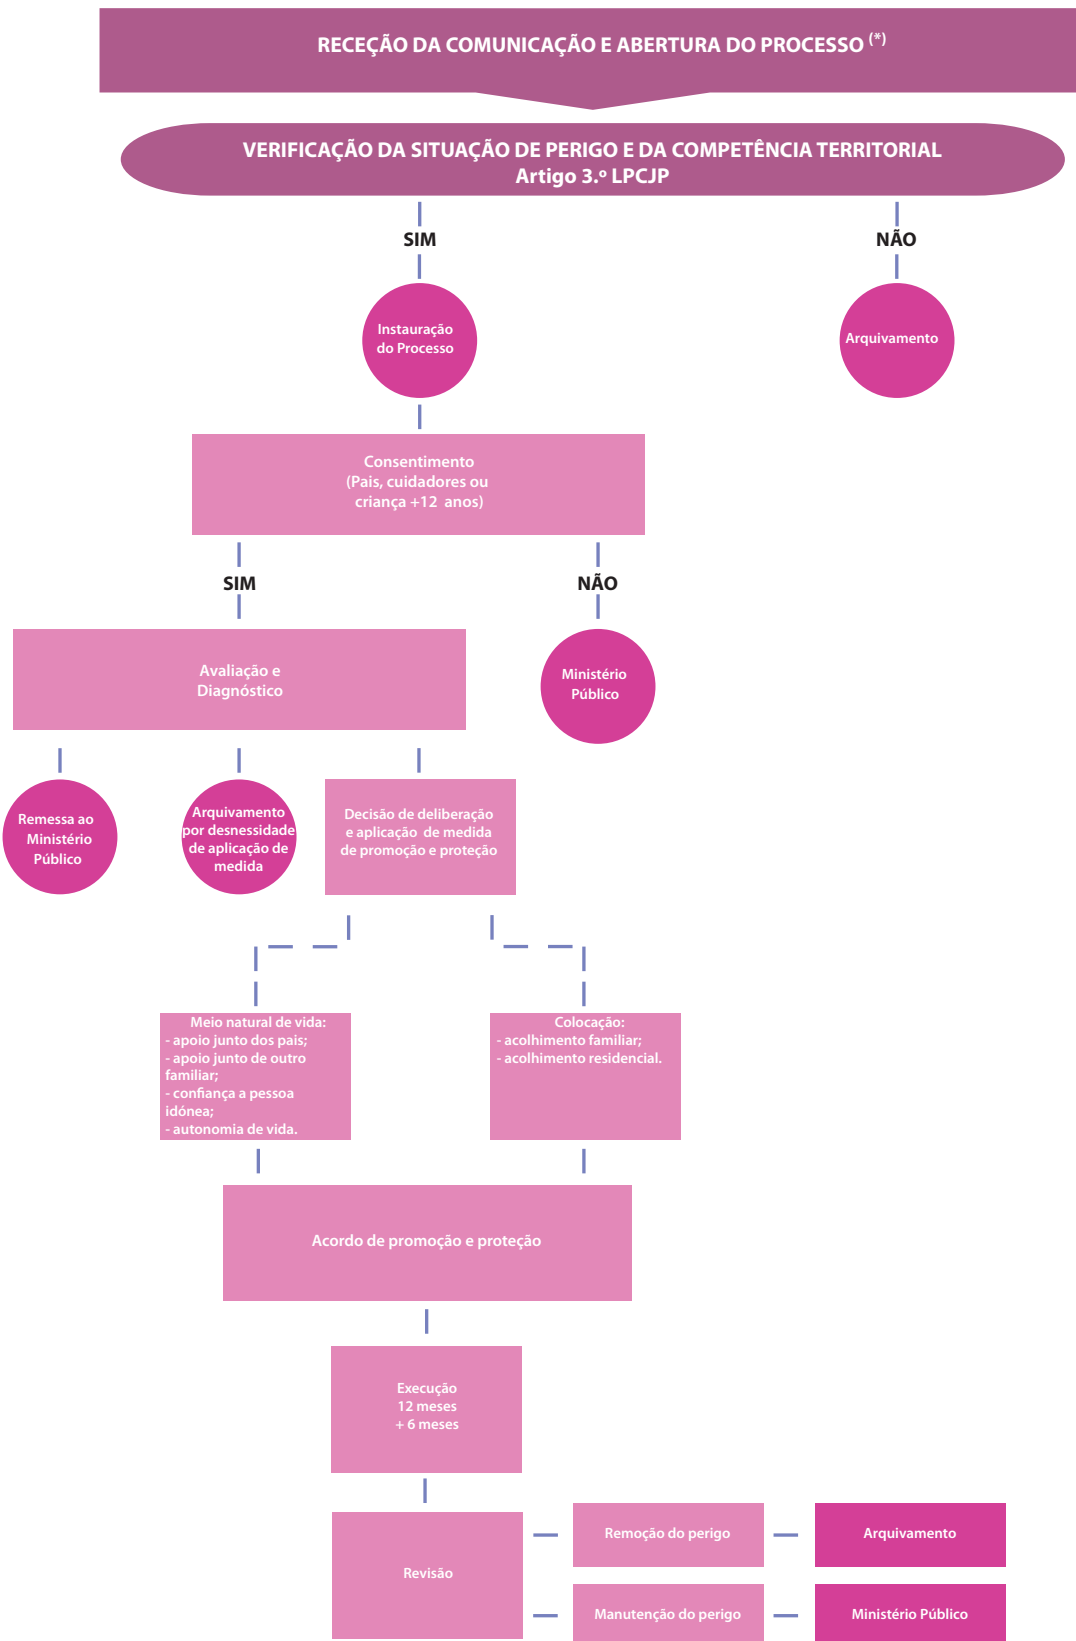 RECEÇÃO DA COMUNICAÇÃO E ABERTURA DO PROCESSO (*)
VERIFICAÇÃO DA SITUAÇÃO DE PERIGO E DA COMPETÊNCIA TERRITORIAL
Artigo 3.º LPCJP
SIM
NÃO
Instauração
do Processo
Arquivamento
Consentimento
(Pais, cuidadores ou
criança +12 anos)
SIM
NÃO
Avaliação e
Diagnóstico
Ministério
Público
Remessa ao
Ministério
Público
Arquivamento
por desnessidade
de aplicação de
medida
Decisão de deliberação
e aplicação de medida
de promoção e proteção
Meio natural de vida:
- apoio junto dos pais;
- apoio junto de outro
familiar;
- confiança a pessoa
idónea;
- autonomia de vida.
Colocação:
- acolhimento familiar;
- acolhimento residencial.
Acordo de promoção e proteção
Execução
12 meses
+ 6 meses
Revisão
Remoção do perigo
Arquivamento
Manutenção do perigo
Ministério Público